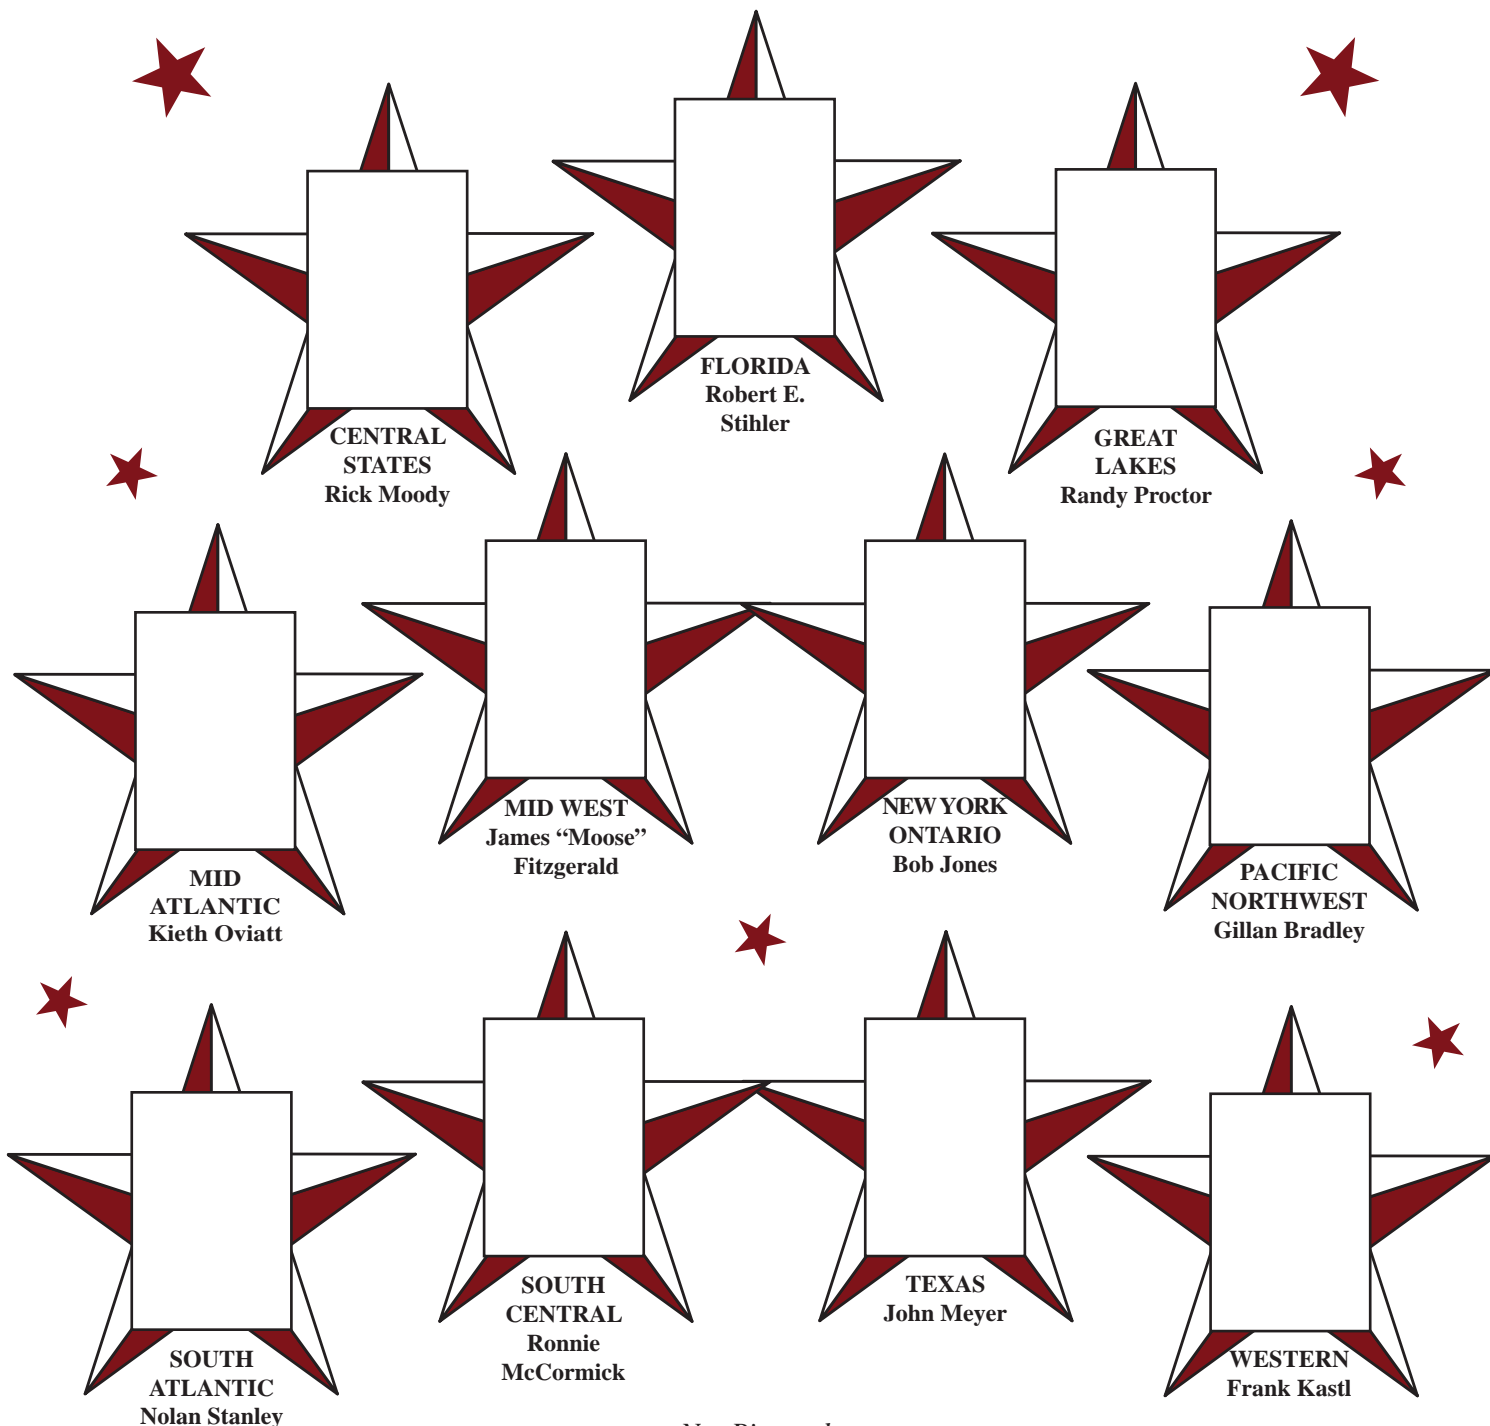 FLORIDA
Robert E.
Stihler
CENTRAL
STATES
Rick Moody
GREAT
LAKES
Randy Proctor
MID WEST
James “Moose”
Fitzgerald
NEW YORK
ONTARIO
Bob Jones
MID
ATLANTIC
Kieth Oviatt
PACIFIC
NORTHWEST
Gillan Bradley
SOUTH
CENTRAL
Ronnie
McCormick
TEXAS
John Meyer
SOUTH
ATLANTIC
Nolan Stanley
WESTERN
Frank Kastl